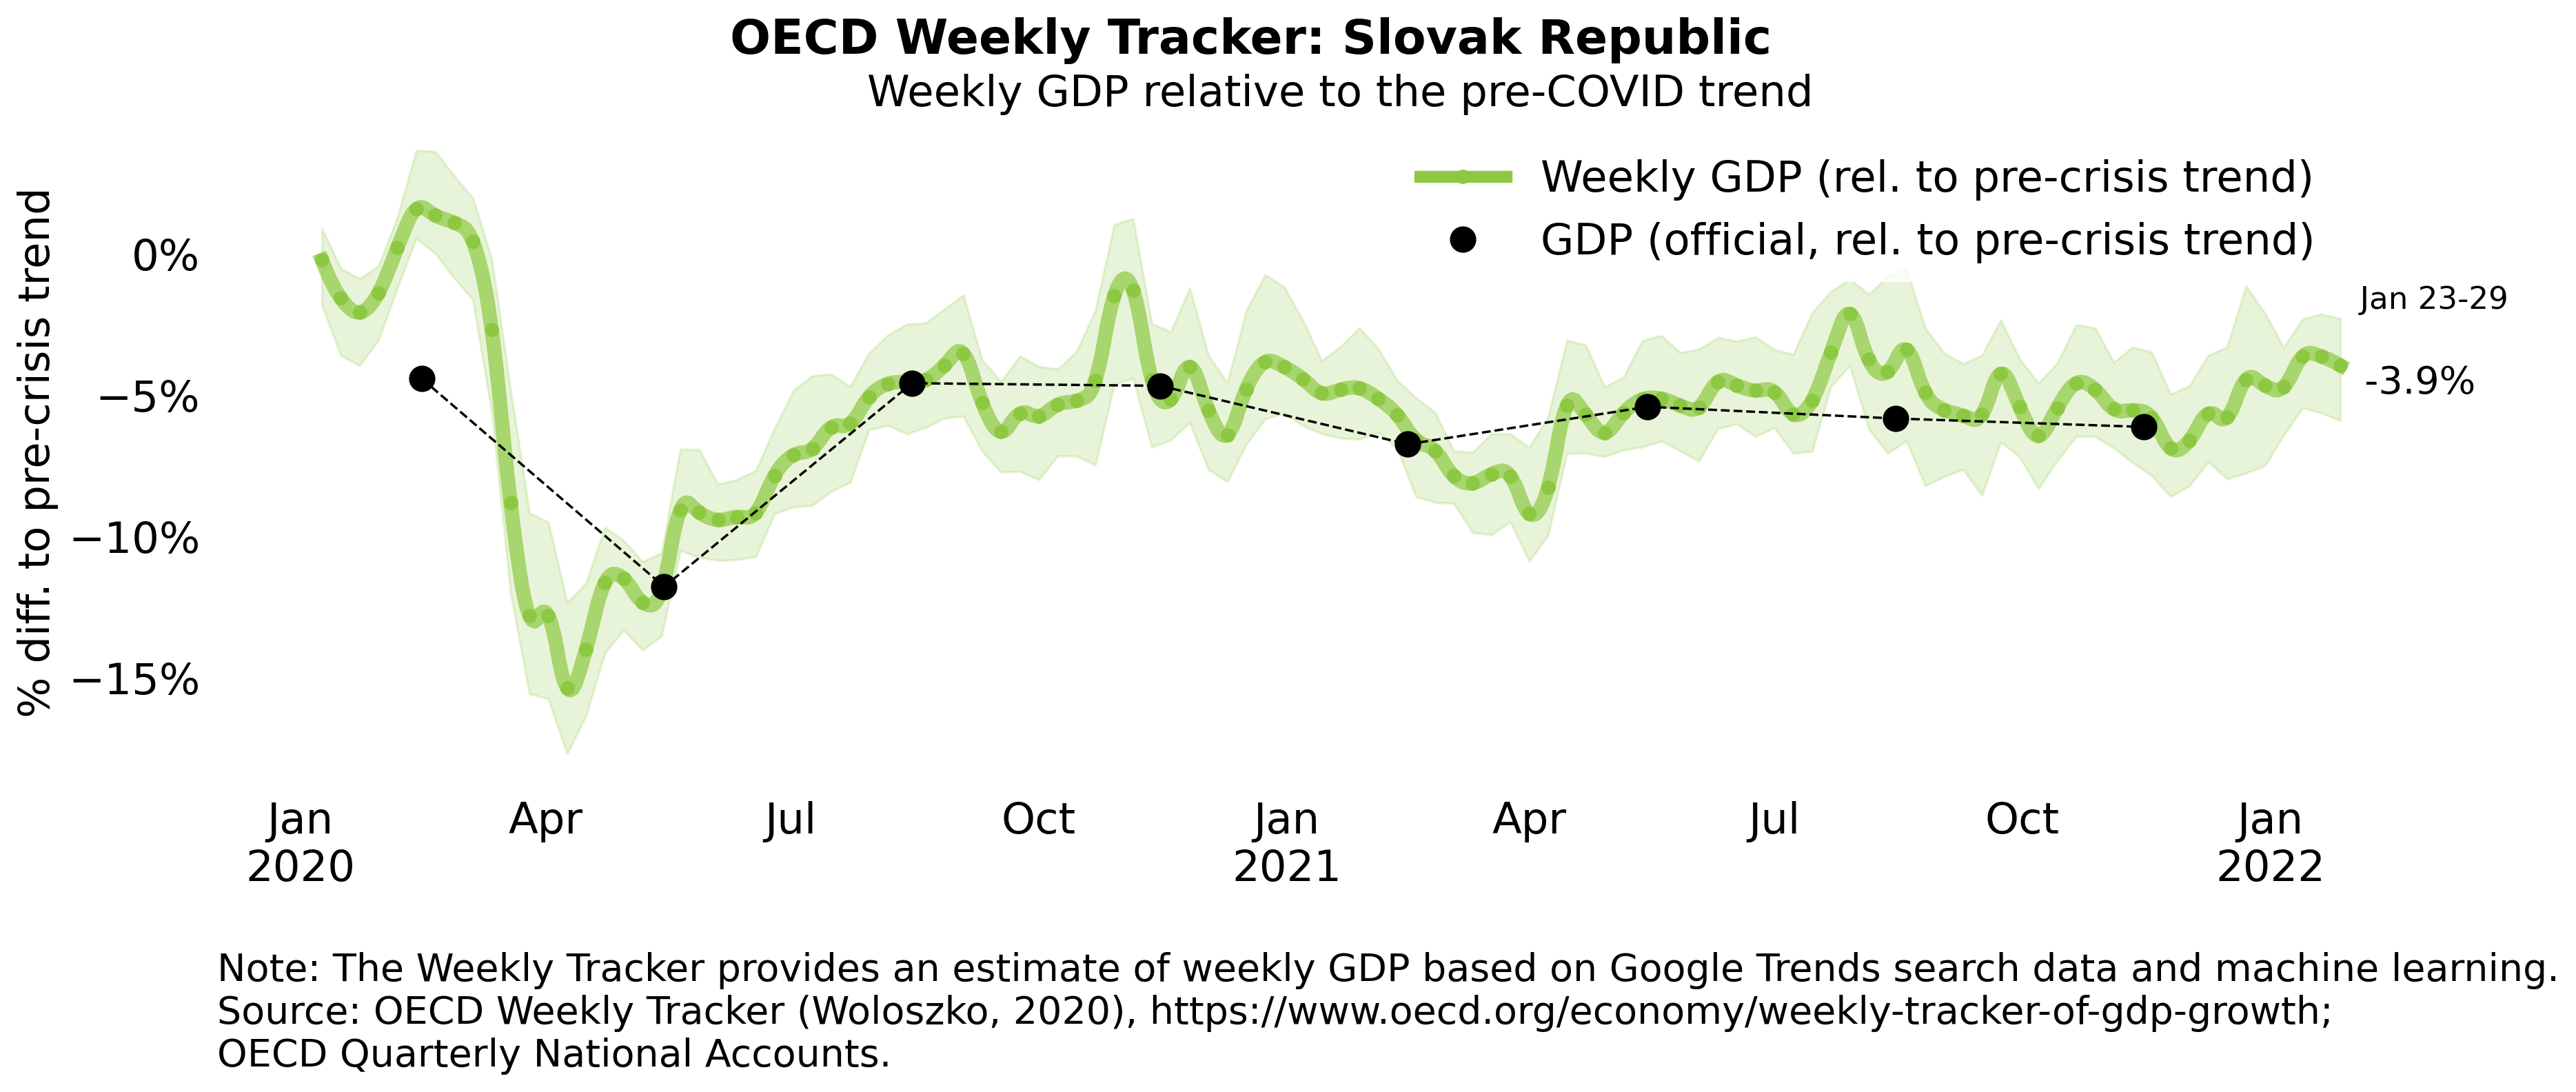 OECD Weekly Tracker: Slovak Republic
Weekly GDP relative to the pre-COVID trend
Weekly GDP (rel. to pre-crisis trend)
GDP (official, rel. to pre-crisis trend)
% diff. to pre-crisis trend
0%
−5%
−10%
−15%
Jan 23-29
-3.9%
Jan Apr Jul Oct Jan Apr Jul Oct Jan
2020 2021 2022
Note: The Weekly Tracker provides an estimate of weekly GDP based on Google Trends search data and machine learning.
Source: OECD Weekly Tracker (Woloszko, 2020), https://www.oecd.org/economy/weekly-tracker-of-gdp-growth;
OECD Quarterly National Accounts.